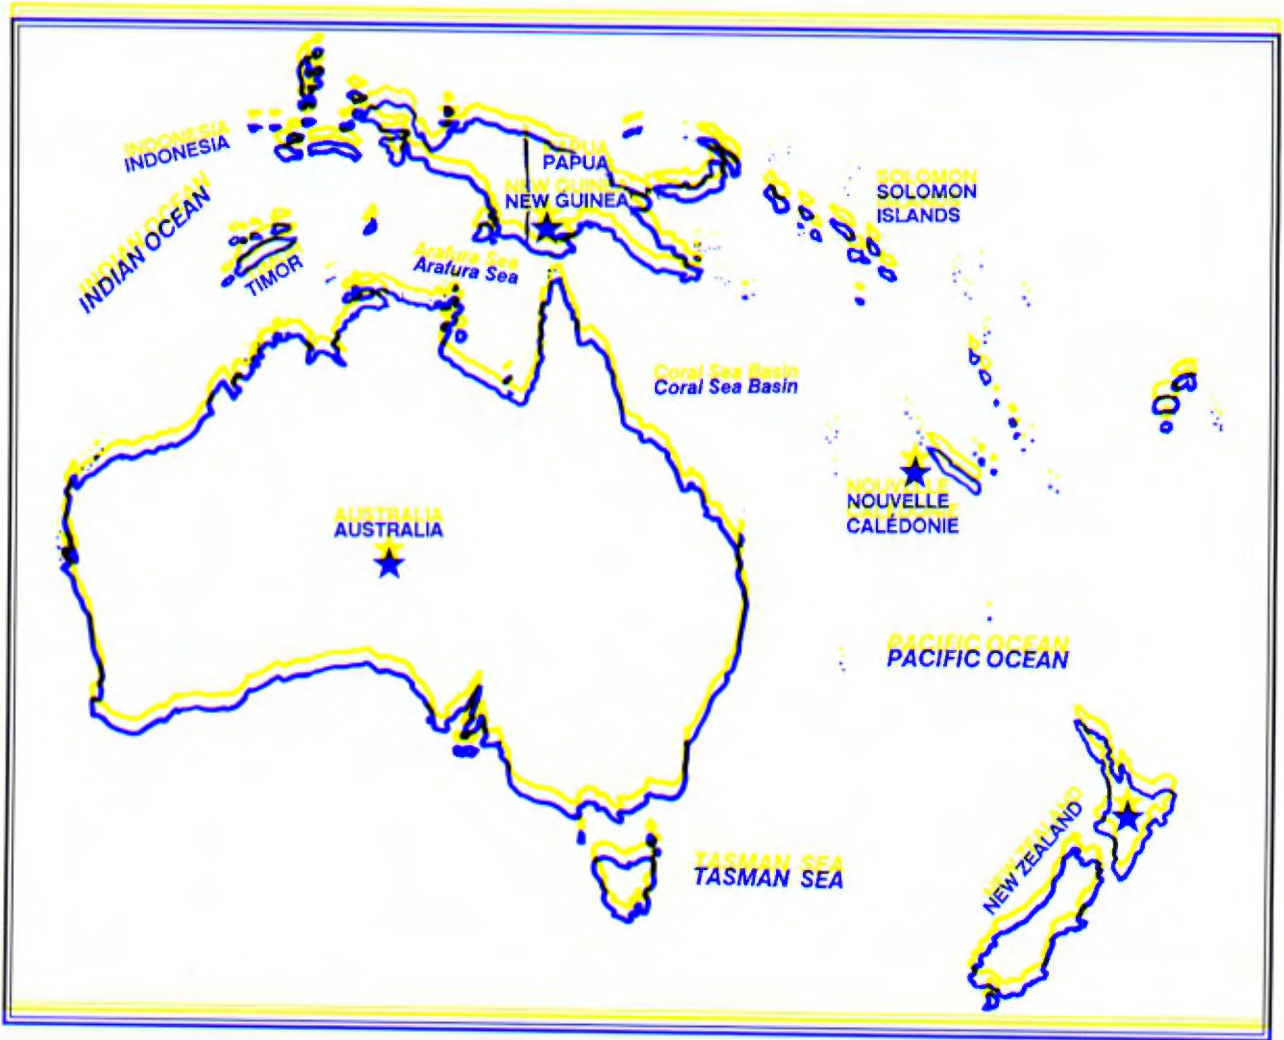 INDONESIA
PAPUA
NEW GUINEA
SOLOMON
ISLANDS
INDIAN OCEAN
TIMOR
Arafura Sea
Coral Sea Basin
NOUVELLE
CALÉDONIE
AUSTRALIA
PACIFIC OCEAN
NEW ZEALAND
TASMAN SEA